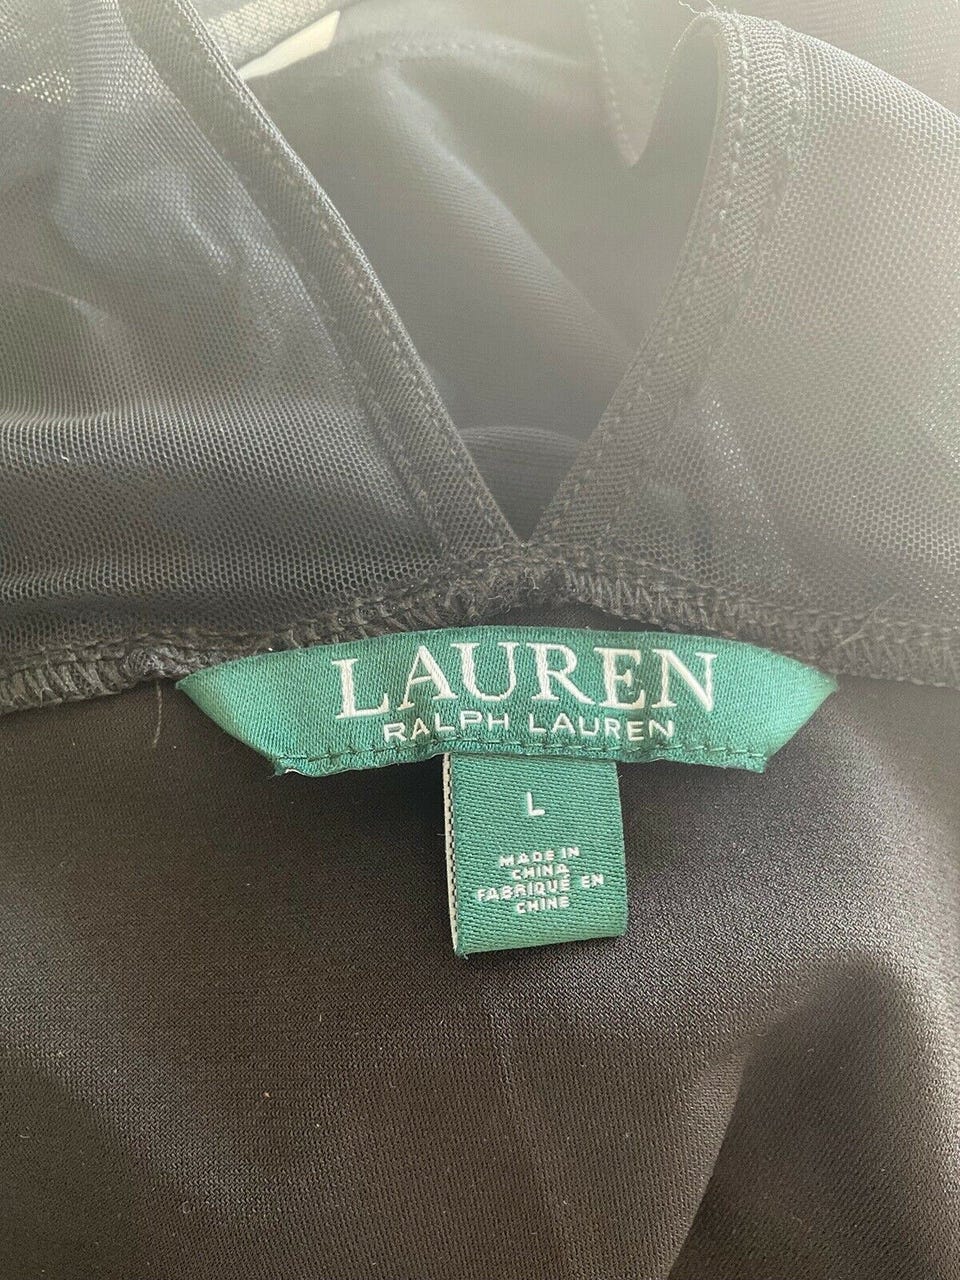 LAUREN
RALPH LAUREN
L
MADE IN
CHINA
FABRIQUÉ EN
CHINE